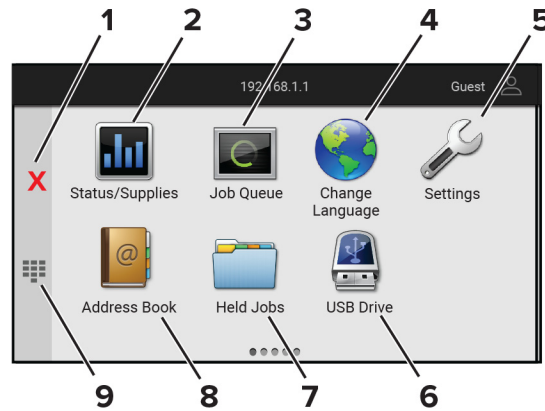 1 2 3 4 5
192.168.1.1 Guest
X
Status/Supplies Job Queue Change Language Settings
@
Address Book Held Jobs USB Drive
9 8 7 6